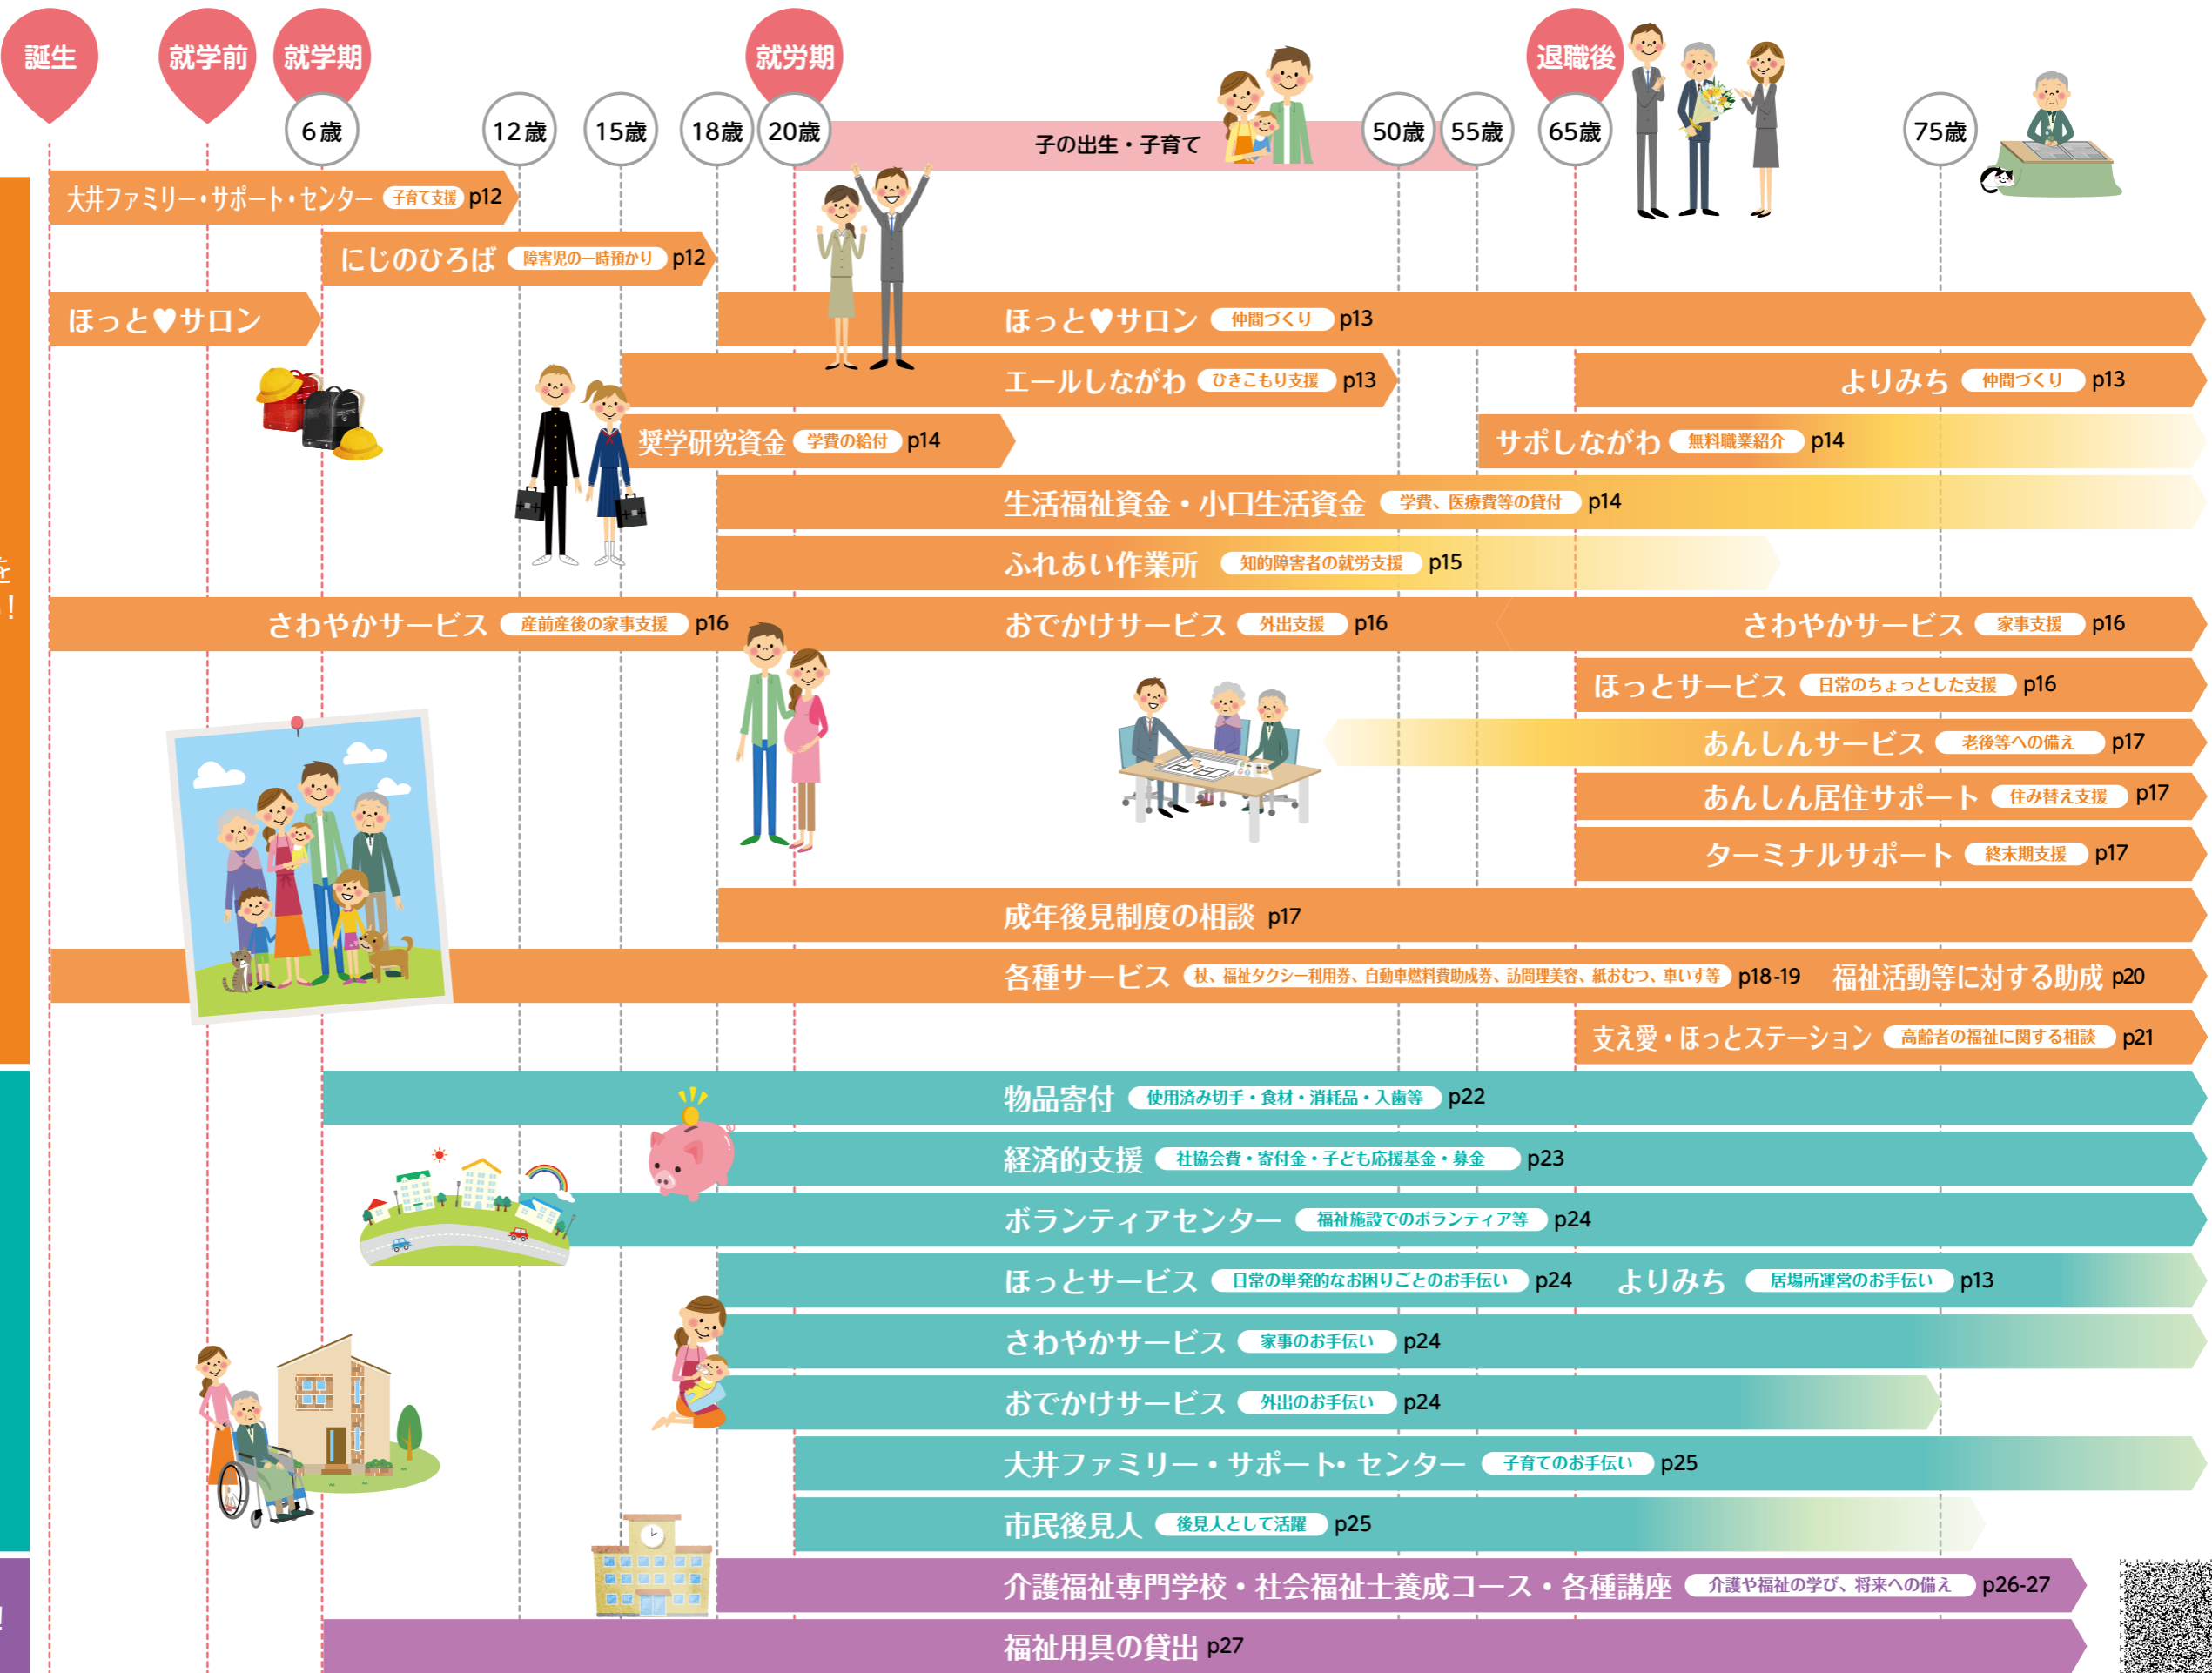 誕生 就学前 就学期 就労期 退職後
6歳 12歳 15歳 18歳 20歳 子の出生・子育て 50歳 55歳 65歳 75歳
大井ファミリー・サポート・センター 子育て支援 p12
にじのひろば 障害児の一時預かり p12
ほっと♥サロン ほっと♥サロン 仲間づくり p13
エールしながわ ひきこもり支援 p13 よりみち 仲間づくり p13
奨学研究資金 学費の給付 p14 サポしながわ 無料職業紹介 p14
生活福祉資金・小口生活資金 学費、医療費等の貸付 p14
ふれあい作業所 知的障害者の就労支援 p15
を
!
さわやかサービス 産前産後の家事支援 p16 おでかけサービス 外出支援 p16 さわやかサービス 家事支援 p16
ほっとサービス 日常のちょっとした支援 p16
あんしんサービス 老後等への備え p17
あんしん居住サポート 住み替え支援 p17
ターミナルサポート 終末期支援 p17
成年後見制度の相談 p17
各種サービス 杖、福祉タクシー利用券、自動車燃料費助成券、訪問理美容、紙おむつ、車いす等 p18-19 福祉活動等に対する助成 p20
支え愛・ほっとステーション 高齢者の福祉に関する相談 p21
物品寄付 使用済み切手・食材・消耗品・入歯等 p22
経済的支援 社協会費・寄付金・子ども応援基金・募金 p23
ボランティアセンター 福祉施設でのボランティア等 p24
ほっとサービス 日常の単発的なお困りごとのお手伝い p24 よりみち 居場所運営のお手伝い p13
さわやかサービス 家事のお手伝い p24
おでかけサービス 外出のお手伝い p24
大井ファミリー・サポート・センター 子育てのお手伝い p25
市民後見人 後見人として活躍 p25
介護福祉専門学校・社会福祉士養成コース・各種講座 介護や福祉の学び、将来への備え p26-27
!
福祉用具の貸出 p27